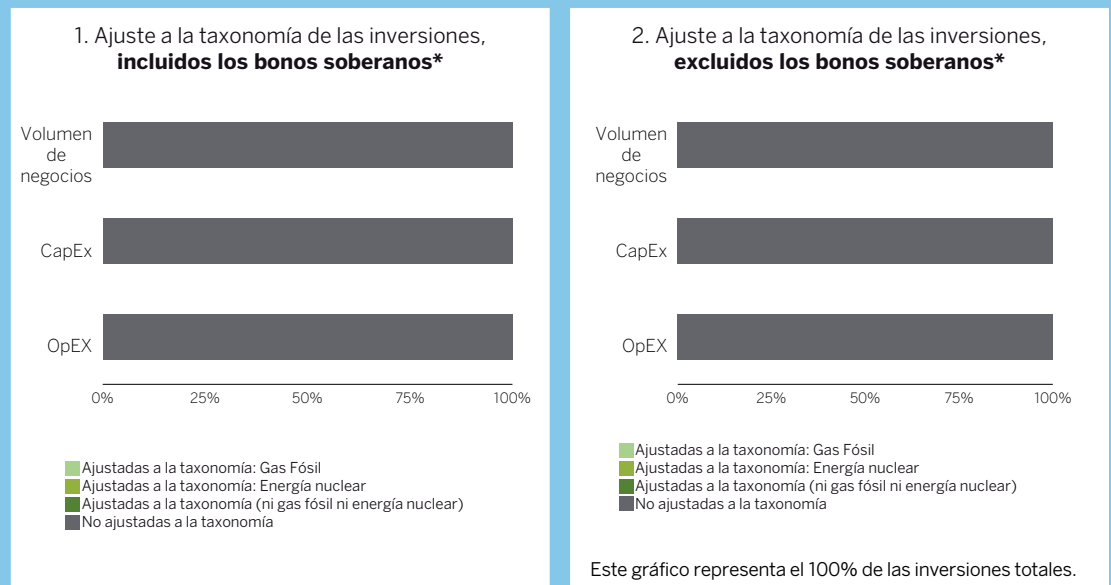 1. Ajuste a la taxonomía de las inversiones,
incluidos los bonos soberanos*
Volumen
de
negocios
CapEx
OpEX
0%
25%
50%
75%
100%
Ajustadas a la taxonomía: Gas Fósil
Ajustadas a la taxonomía: Energía nuclear
Ajustadas a la taxonomía (ni gas fósil ni energía nuclear)
No ajustadas a la taxonomía
2. Ajuste a la taxonomía de las inversiones,
excluidos los bonos soberanos*
Volumen
de
negocios
CapEx
OpEX
0%
25%
50%
75%
100%
Ajustadas a la taxonomía: Gas Fósil
Ajustadas a la taxonomía: Energía nuclear
Ajustadas a la taxonomía (ni gas fósil ni energía nuclear)
No ajustadas a la taxonomía
Este gráfico representa el 100% de las inversiones totales.